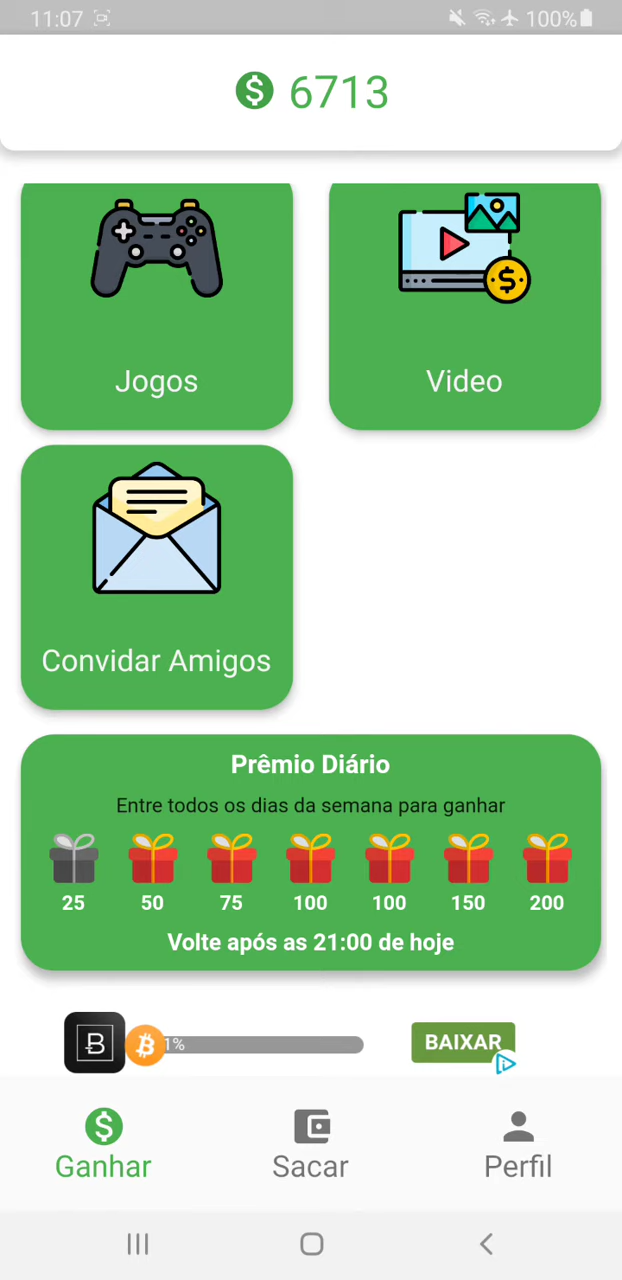 11:07
100%
6713
Jogos
Video
Convidar Amigos
Prêmio Diário
Entre todos os dias da semana para ganhar
25 50 75 100 100 150 200
Volte após as 21:00 de hoje
1%
BAIXAR
Ganhar Sacar Perfil